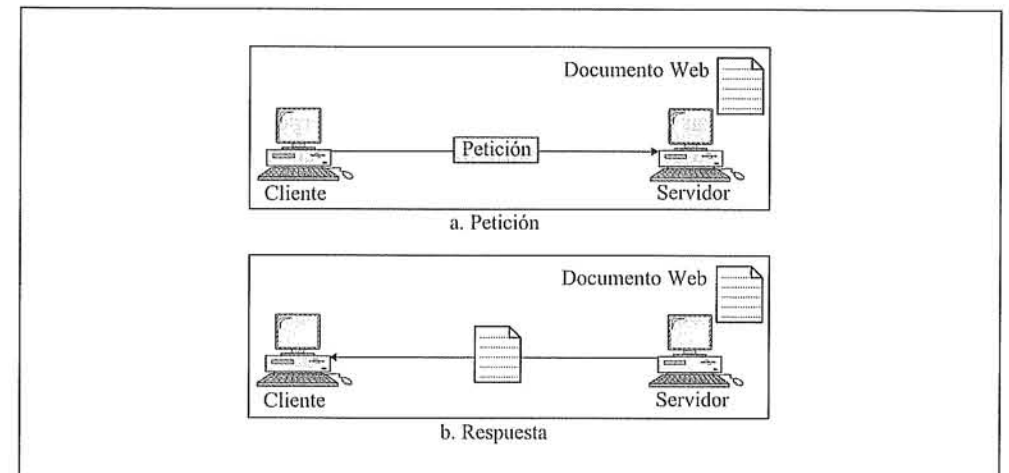 Documento Web
Petición
Cliente
Servidor
a. Petición
Documento Web
Cliente
Servidor
b. Respuesta